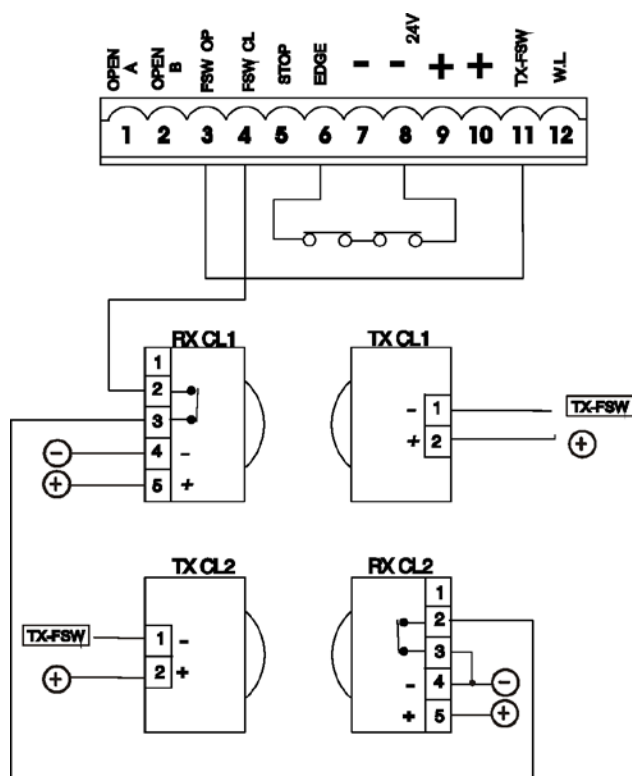 OPEN A
OPEN B
FSW OP
FSW CL
STOP
EDGE
-
- 24V
+
+
TX-FSW
W.L.
1 2 3 4 5 6 7 8 9 10 11 12
RX CL1
1
2
3
4 -
5 +
-
+
TX CL1
- 1
+ 2
TX-FSW
+
TX CL2
TX-FSW
+
1 -
2 +
RX CL2
1
2
3
- 4
+ 5
-
+